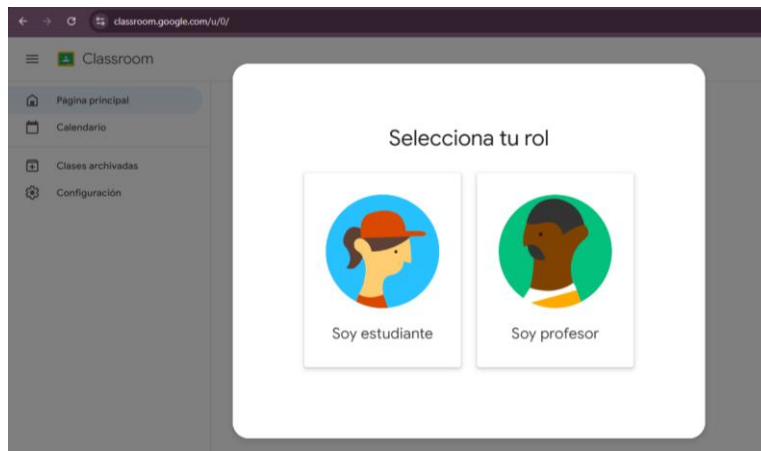 classroom.google.com/u/0/
Classroom
Página principal
Calendario
Clases archivadas
Configuración
Selecciona tu rol
Soy estudiante
Soy profesor